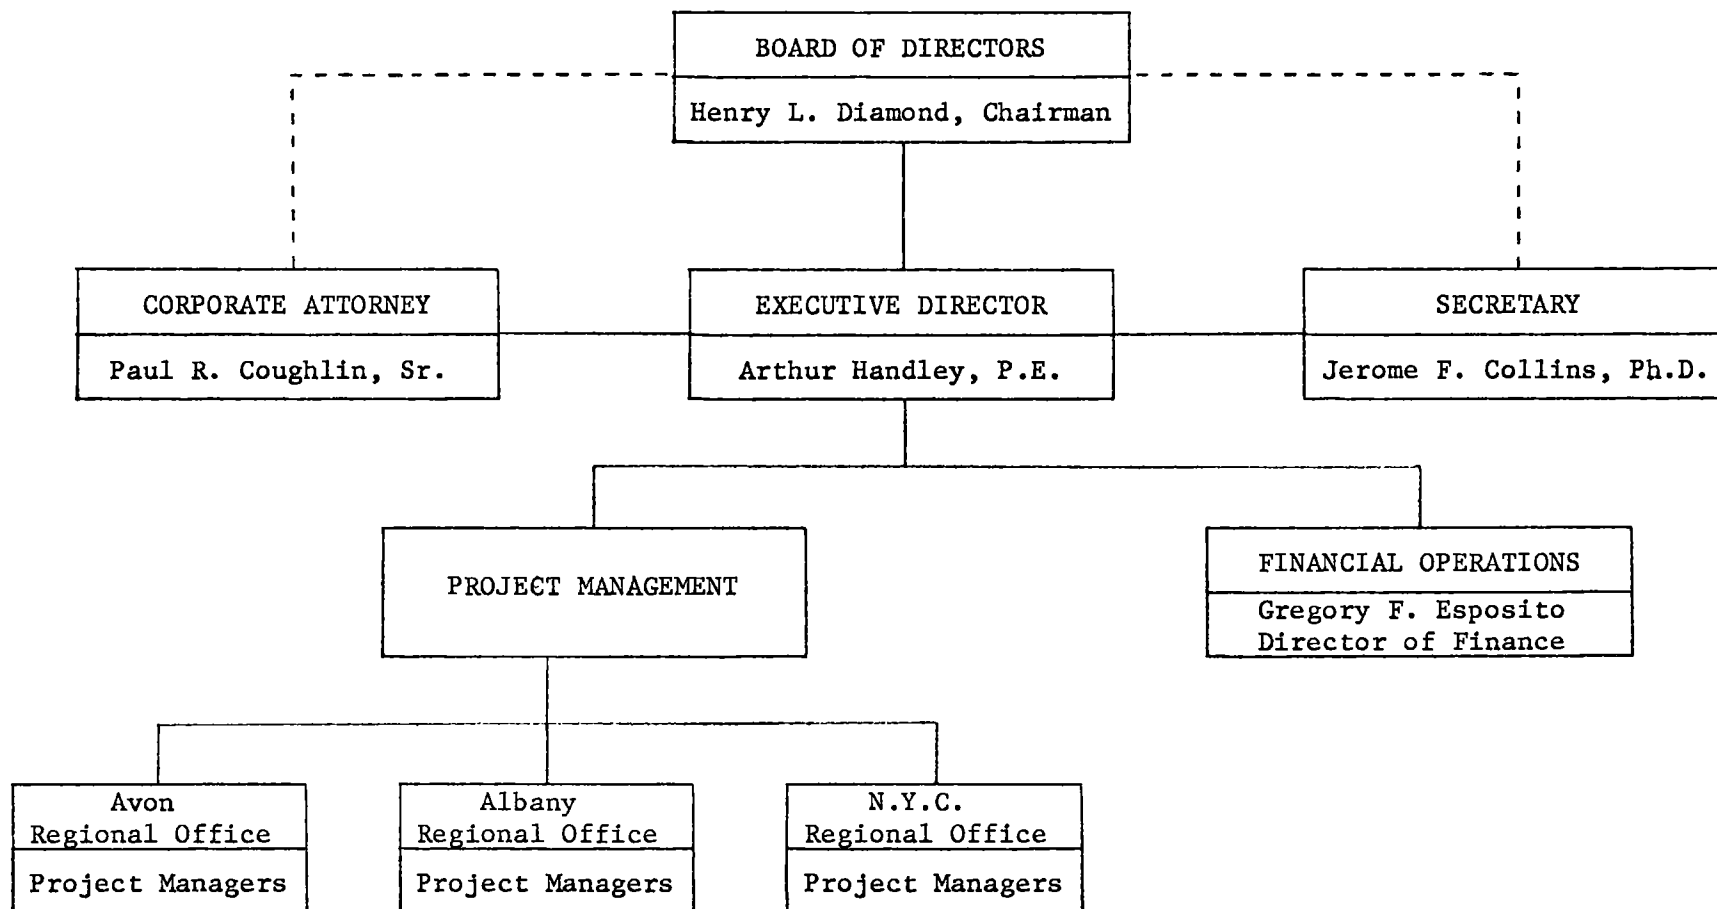 BOARD OF DIRECTORS
Henry L. Diamond, Chairman
CORPORATE ATTORNEY
Paul R. Coughlin, Sr.
EXECUTIVE DIRECTOR
Arthur Handley, P.E.
SECRETARY
Jerome F. Collins, Ph.D.
PROJECT MANAGEMENT
FINANCIAL OPERATIONS
Gregory F. Esposito
Director of Finance
Avon
Regional Office
Project Managers
Albany
Regional Office
Project Managers
N.Y.C.
Regional Office
Project Managers